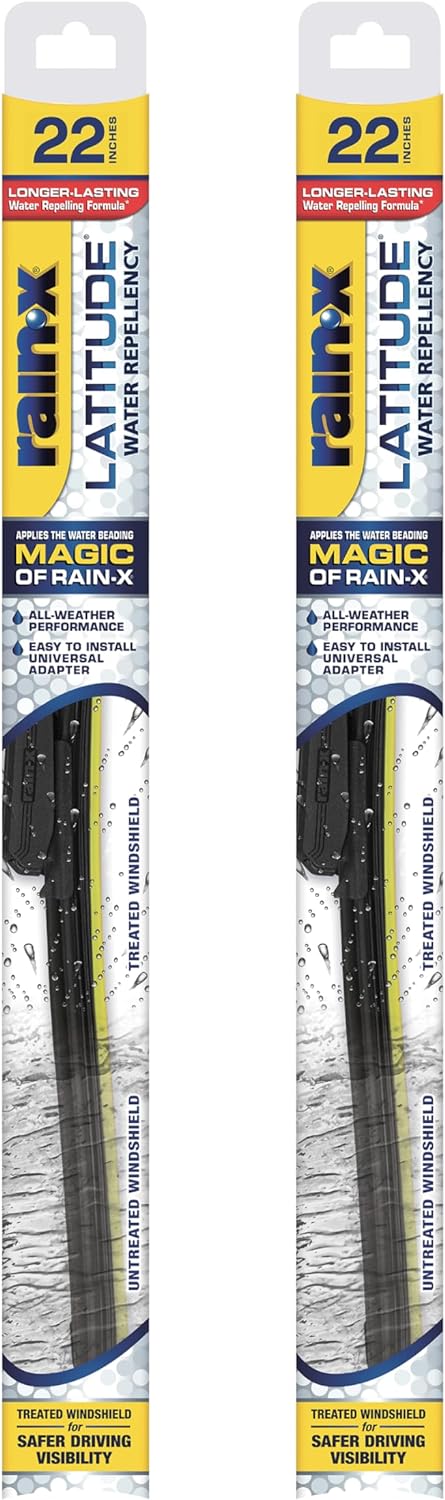 22 INCHES
LONGER-LASTING
Water Repelling Formula*
rain-x®
LATITUDE®
WATER REPELLENCY
APPLIES THE WATER BEADING
MAGIC
OF RAIN-X®
ALL-WEATHER
PERFORMANCE
EASY TO INSTALL
UNIVERSAL
ADAPTER
rain-x
TREATED WINDSHIELD
UNTREATED WINDSHIELD
TREATED WINDSHIELD
for
SAFER DRIVING
VISIBILITY
22 INCHES
LONGER-LASTING
Water Repelling Formula*
rain-x®
LATITUDE®
WATER REPELLENCY
APPLIES THE WATER BEADING
MAGIC
OF RAIN-X®
ALL-WEATHER
PERFORMANCE
EASY TO INSTALL
UNIVERSAL
ADAPTER
rain-x
TREATED WINDSHIELD
UNTREATED WINDSHIELD
TREATED WINDSHIELD
for
SAFER DRIVING
VISIBILITY